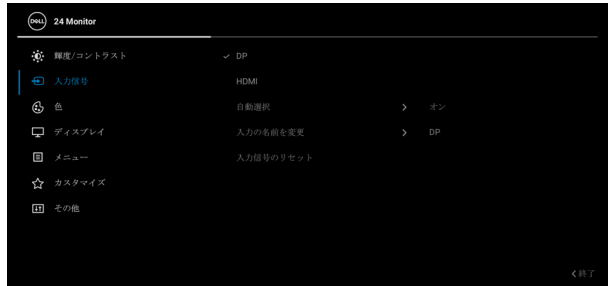 DELL
24 Monitor
輝度/コントラスト
✓ DP
入力信号
HDMI
色
自動選択 > オン
ディスプレイ
入力の名前を変更 > DP
メニュー
入力信号のリセット
カスタマイズ
その他
<終了